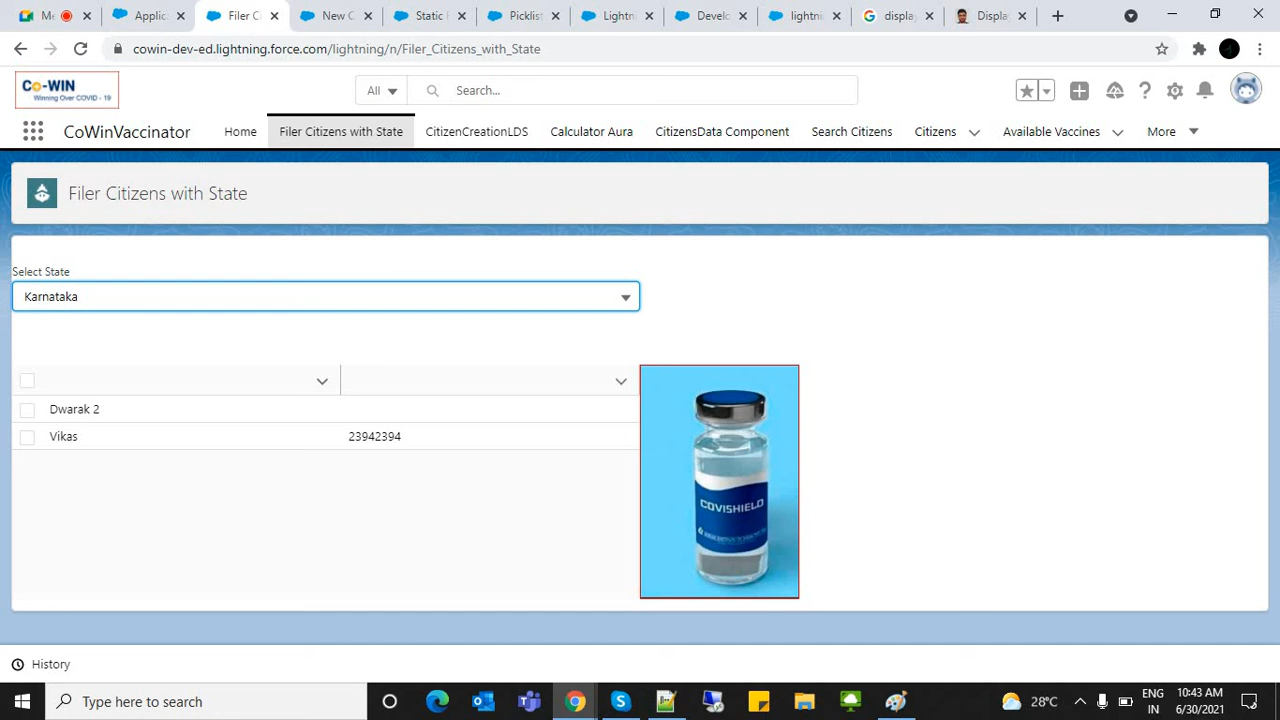 Me
Applic
Filer C
New C
Static F
Picklis
Lightn
Develo
lightni
display
Display
cowin-dev-ed.lightning.force.com/lightning/n/Filer_Citizens_with_State
Co-WIN
Winning Over COVID - 19
All
Search...
CoWinVaccinator
Home
Filer Citizens with State
CitizenCreationLDS
Calculator Aura
CitizensData Component
Search Citizens
Citizens
Available Vaccines
More
Filer Citizens with State
Select State
Karnataka
Dwarak 2
Vikas 23942394
COVISHIELD
History
Type here to search
28°C
ENG
IN
10:43 AM
6/30/2021